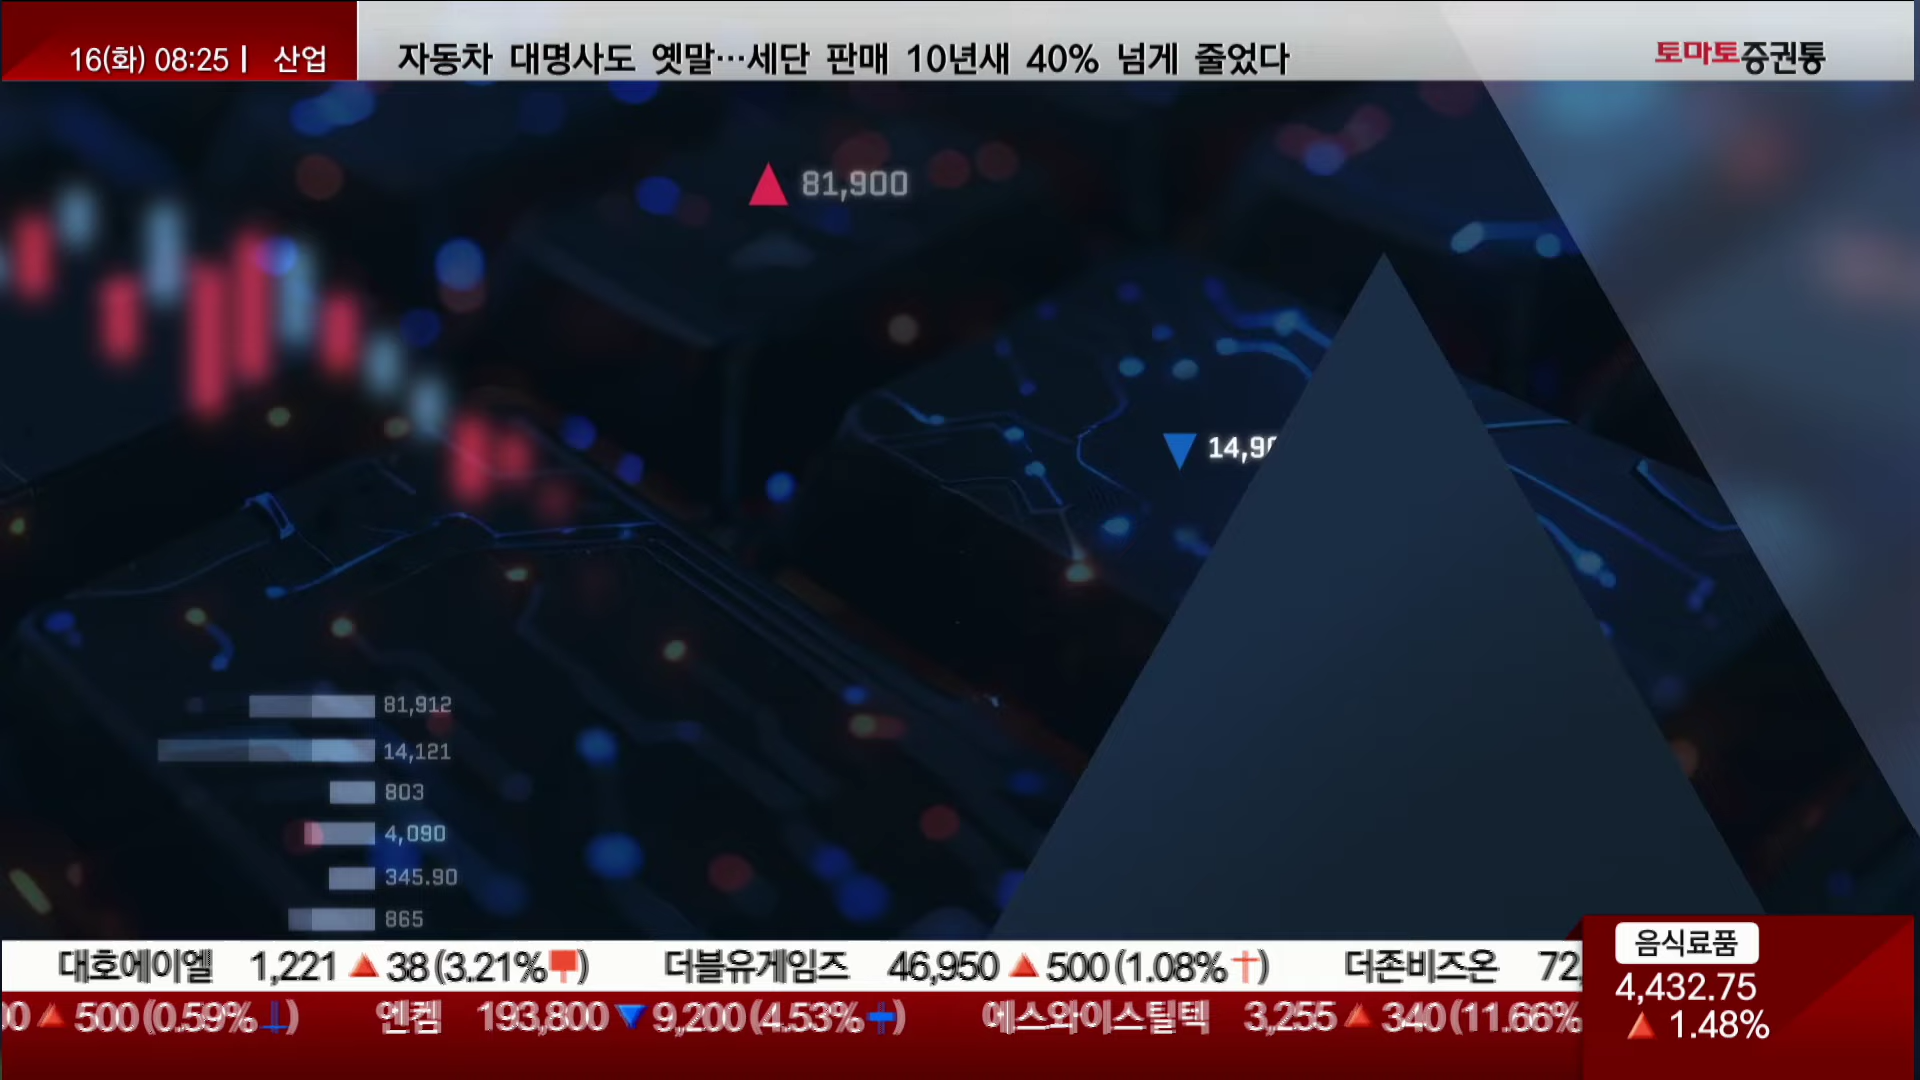 16(화) 08:25 | 산업
자동차 대명사도 옛말…세단 판매 10년새 40% 넘게 줄었다
토마토증권통
▲ 81,900
▼ 14,9
81,912
14,121
803
4,090
345.90
865
대호에이엘 1,221 ▲ 38 (3.21%) 더블유게임즈 46,950 ▲ 500 (1.08%↑) 더존비즈온 72,
00 ▲ 500 (0.59%) 엔켐 193,800 ▼ 9,200 (4.53%) 에스와이스틸텍 3,255 ▲ 340 (11.66%
음식료품
4,432.75
▲ 1.48%